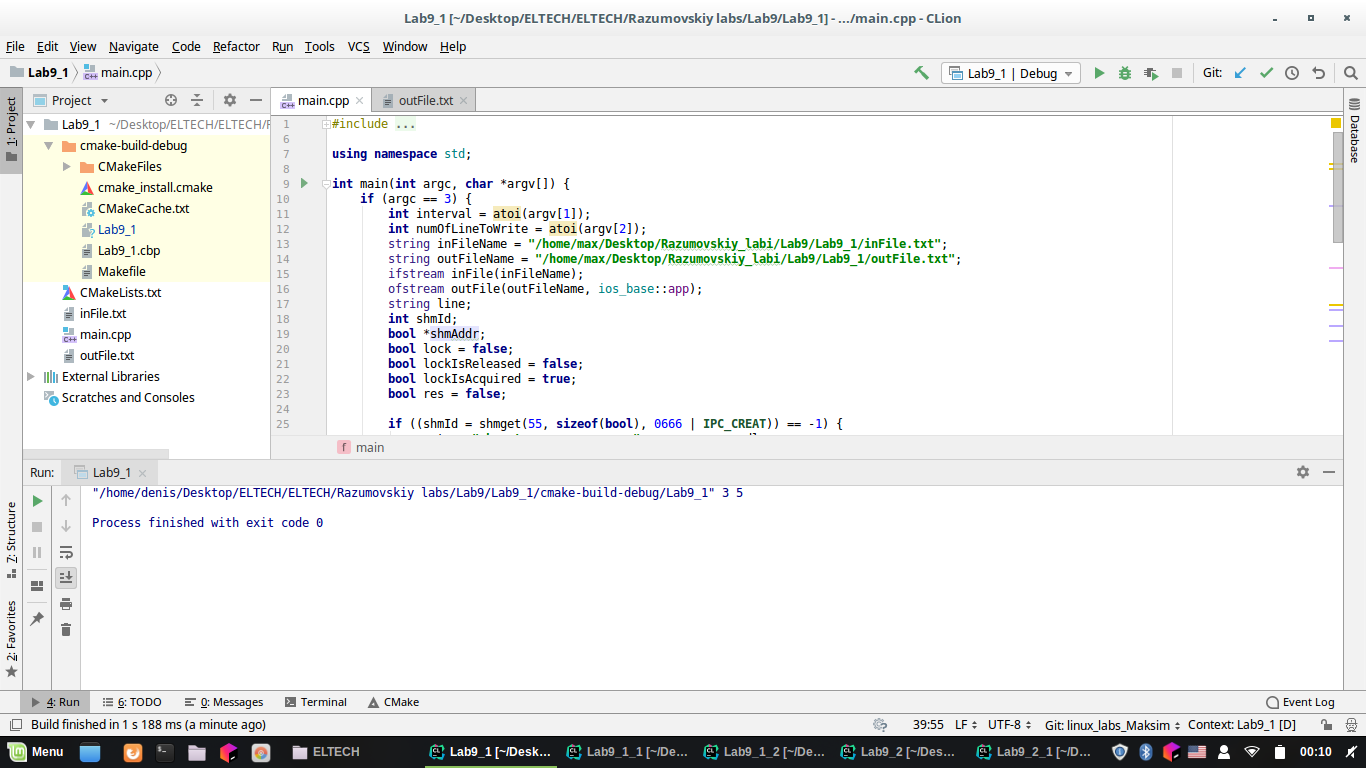 Lab9_1 [~/Desktop/ELTECH/ELTECH/Razumovskiy labs/Lab9/Lab9_1] - .../main.cpp - CLion
File Edit View Navigate Code Refactor Run Tools VCS Window Help
Lab9_1 main.cpp
Lab9_1 | Debug
Git:
1: Project
Project
Lab9_1 ~/Desktop/ELTECH/ELTECH/
cmake-build-debug
CMakeFiles
cmake_install.cmake
CMakeCache.txt
Lab9_1
Lab9_1.cbp
Makefile
CMakeLists.txt
inFile.txt
main.cpp
outFile.txt
External Libraries
Scratches and Consoles
main.cpp outFile.txt
1 #include ...
6
7 using namespace std;
8
9 int main(int argc, char *argv[]) {
10 if (argc == 3) {
11 int interval = atoi(argv[1]);
12 int numOfLineToWrite = atoi(argv[2]);
13 string inFileName = "/home/max/Desktop/Razumovskiy_labi/Lab9/Lab9_1/inFile.txt";
14 string outFileName = "/home/max/Desktop/Razumovskiy_labi/Lab9/Lab9_1/outFile.txt";
15 ifstream inFile(inFileName);
16 ofstream outFile(outFileName, ios_base::app);
17 string line;
18 int shmId;
19 bool *shmAddr;
20 bool lock = false;
21 bool lockIsReleased = false;
22 bool lockIsAcquired = true;
23 bool res = false;
24
25 if ((shmId = shmget(55, sizeof(bool), 0666 | IPC_CREAT)) == -1) {
f main
Database
Run: Lab9_1
"/home/denis/Desktop/ELTECH/ELTECH/Razumovskiy labs/Lab9/Lab9_1/cmake-build-debug/Lab9_1" 3 5
Process finished with exit code 0
7: Structure
2: Favorites
4: Run 6: TODO 0: Messages Terminal CMake Event Log
Build finished in 1 s 188 ms (a minute ago) 39:55 LF UTF-8 Git: linux_labs_Maksim Context: Lab9_1 [D]
Menu ELTECH Lab9_1 [~/Desk... Lab9_1_1 [~/De... Lab9_1_2 [~/De... Lab9_2 [~/Des... Lab9_2_1 [~/D... 00:10